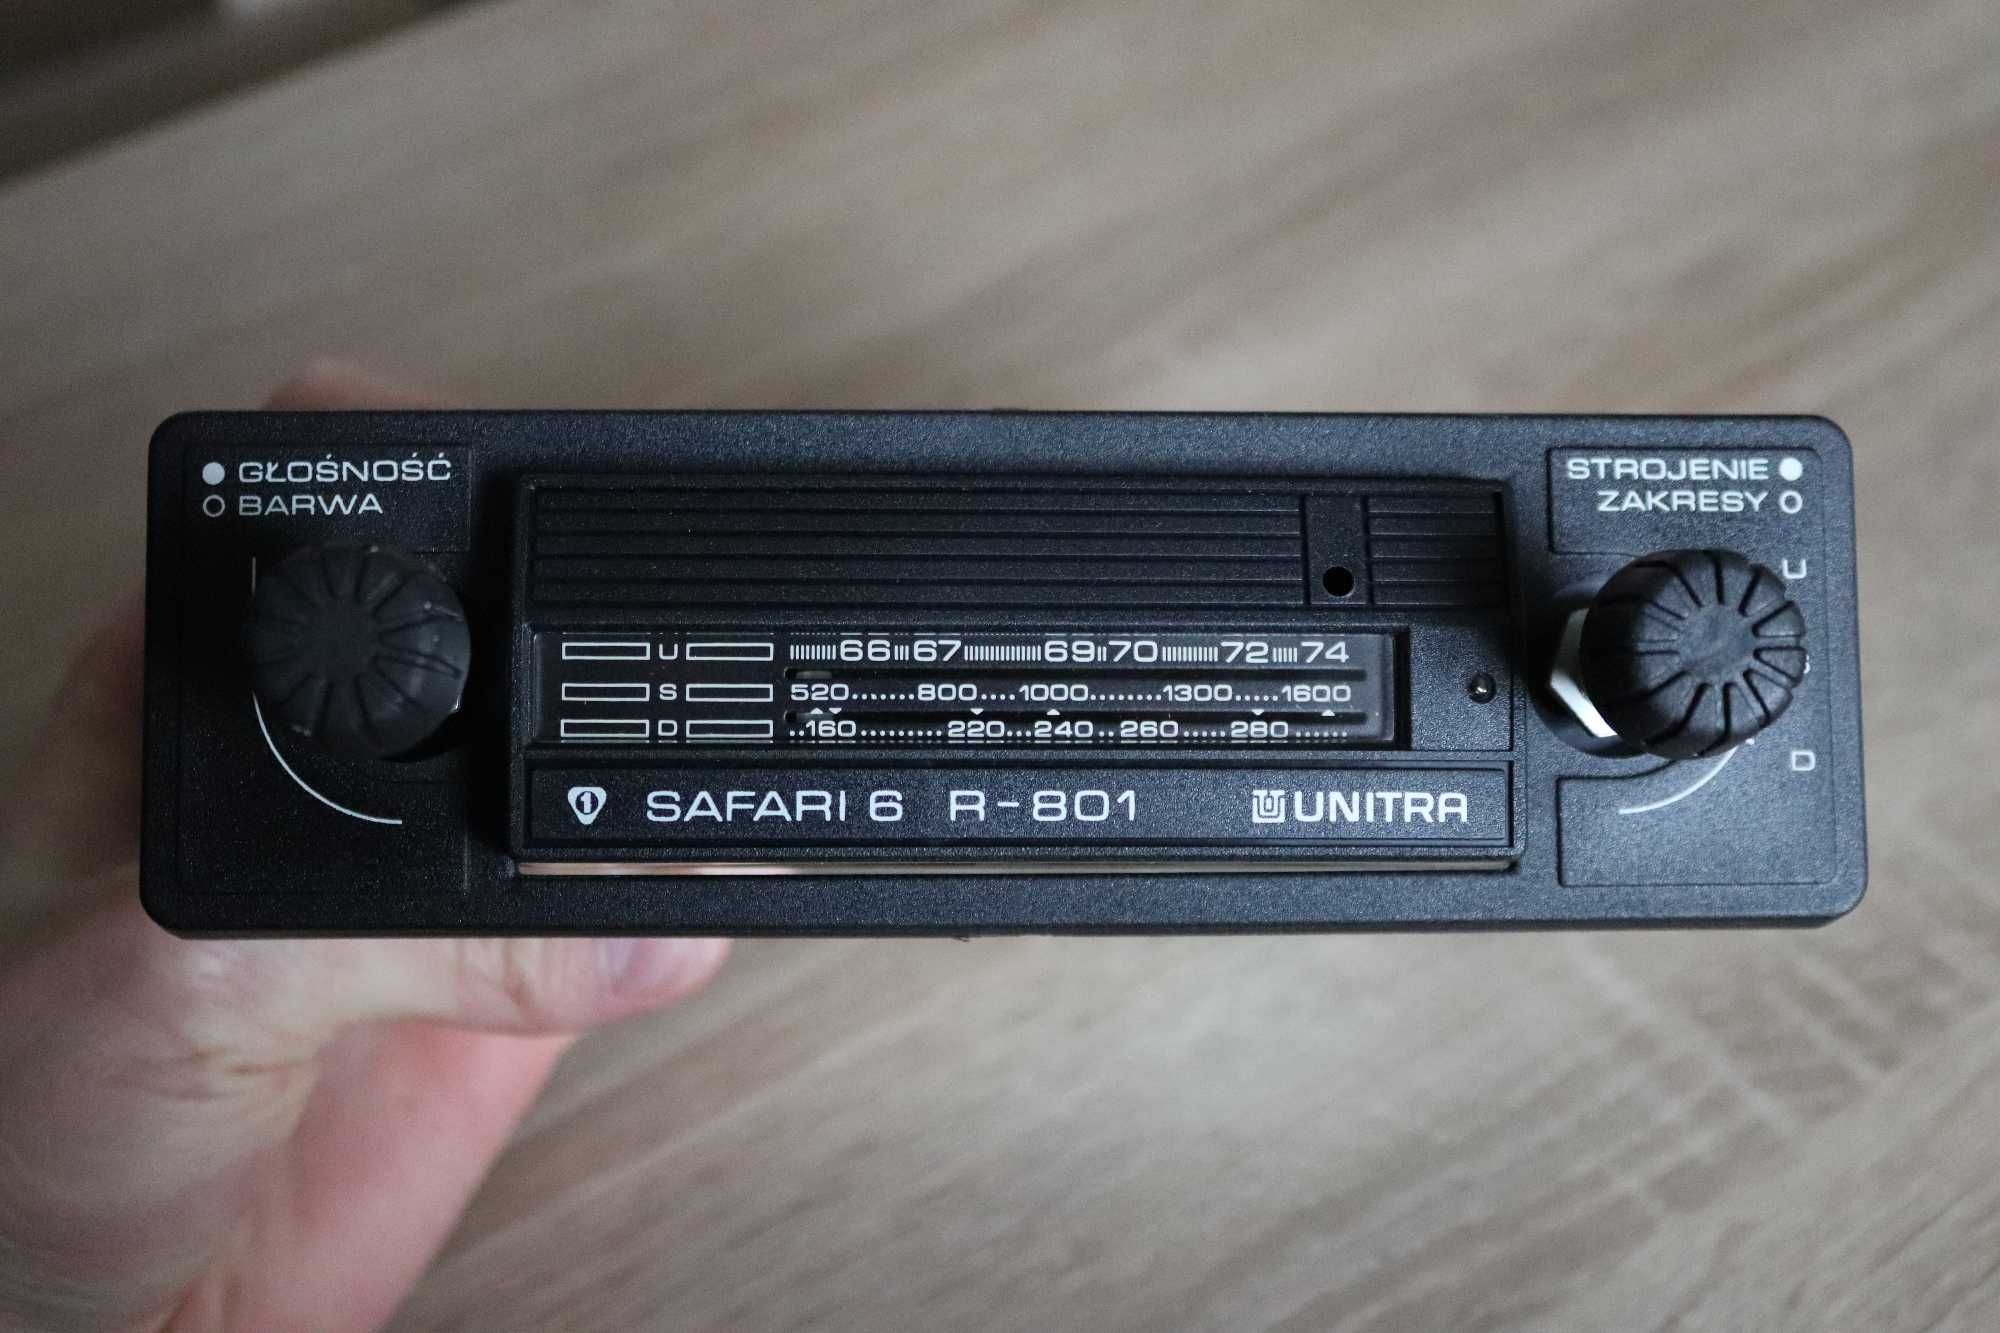 GŁOŚNOŚĆ
BARWA
STROJENIE
ZAKRESY
U
D
U 66 67 69 70 72 74
S 520.......800....1000........1300.....1600
D ..160.........220...240..260.....280......
1 SAFARI 6 R-801 UNITRA